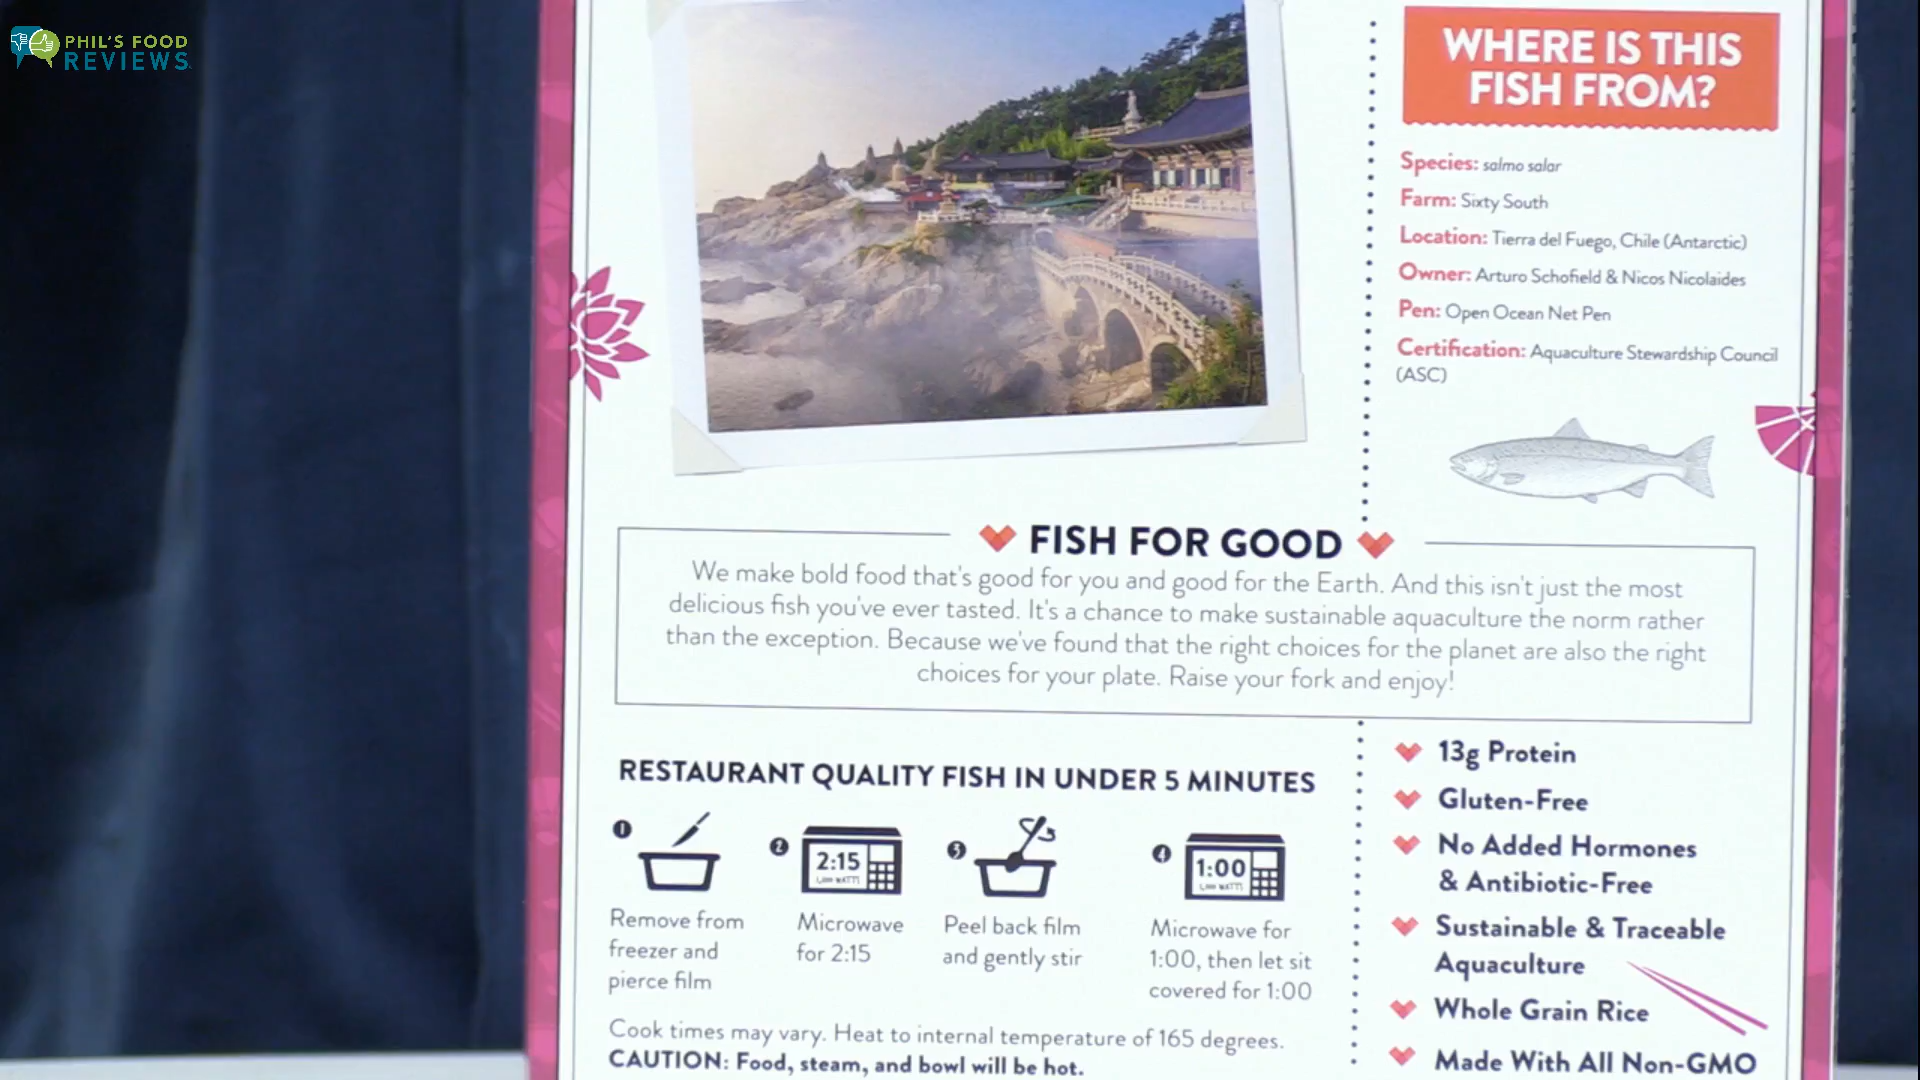 PHIL'S FOOD
REVIEWS
WHERE IS THIS
FISH FROM?
Species: salmo salar
Farm: Sixty South
Location: Tierra del Fuego, Chile (Antarctic)
Owner: Arturo Schofield & Nicos Nicolaides
Pen: Open Ocean Net Pen
Certification: Aquaculture Stewardship Council
(ASC)
FISH FOR GOOD
We make bold food that's good for you and good for the Earth. And this isn't just the most
delicious fish you've ever tasted. It's a chance to make sustainable aquaculture the norm rather
than the exception. Because we've found that the right choices for the planet are also the right
choices for your plate. Raise your fork and enjoy!
RESTAURANT QUALITY FISH IN UNDER 5 MINUTES
1
Remove from
freezer and
pierce film
2
2:15
Microwave
for 2:15
3
Peel back film
and gently stir
4
1:00
Microwave for
1:00, then let sit
covered for 1:00
Cook times may vary. Heat to internal temperature of 165 degrees.
CAUTION: Food, steam, and bowl will be hot.
13g Protein
Gluten-Free
No Added Hormones
& Antibiotic-Free
Sustainable & Traceable
Aquaculture
Whole Grain Rice
Made With All Non-GMO